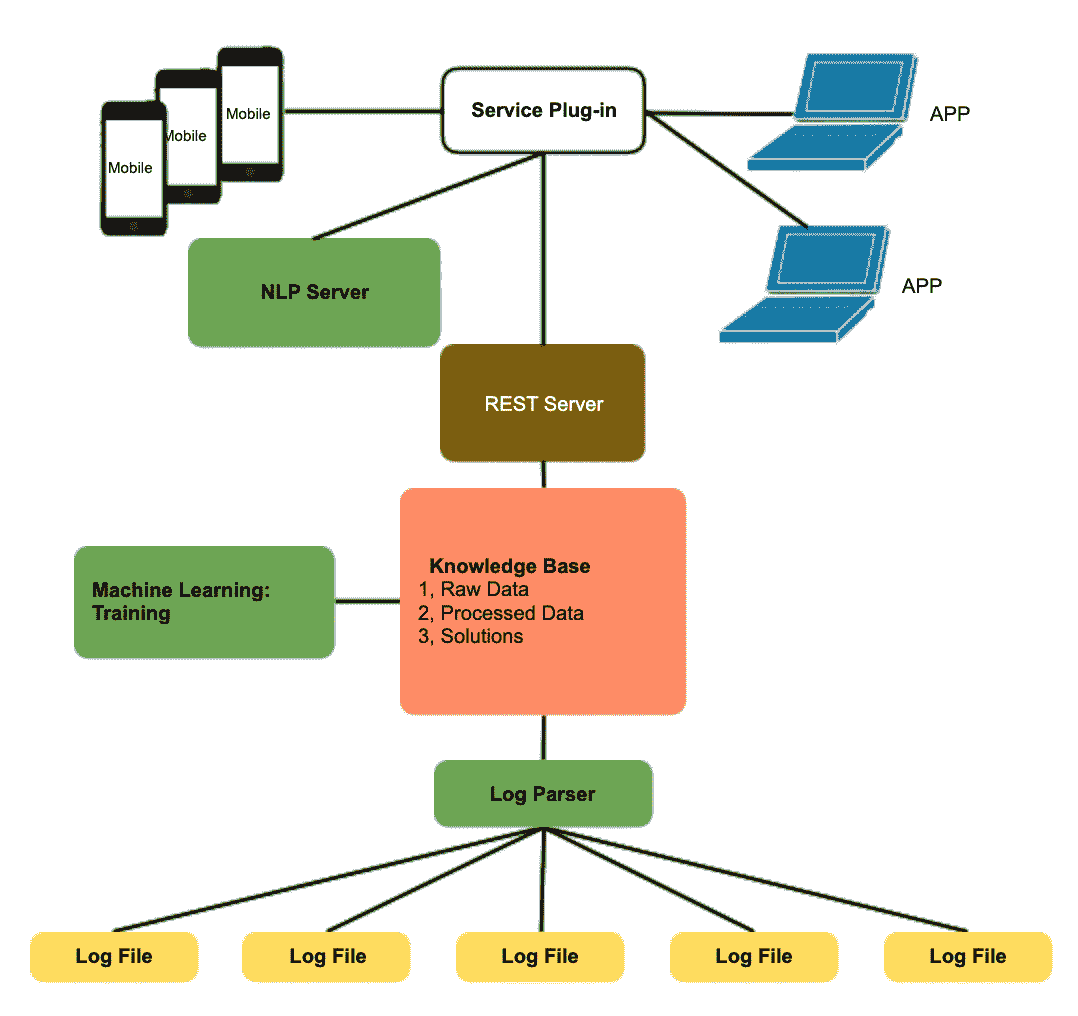 Mobile
Mobile
Mobile
Service Plug-in
APP
APP
NLP Server
REST Server
Knowledge Base
1, Raw Data
2, Processed Data
3, Solutions
Machine Learning:
Training
Log Parser
Log File
Log File
Log File
Log File
Log File